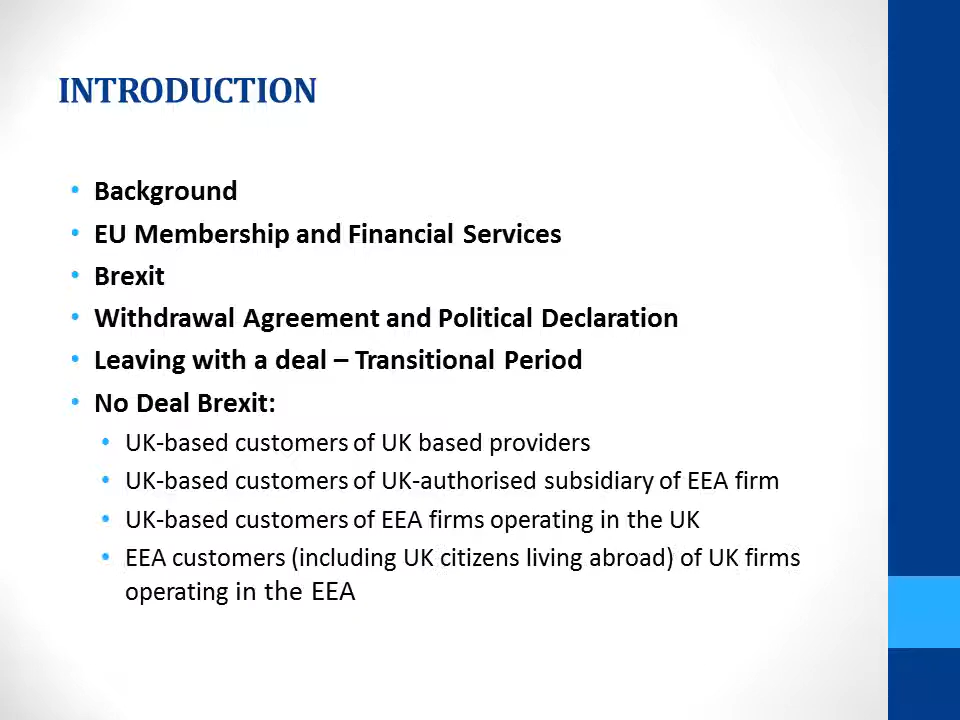 INTRODUCTION
• Background
• EU Membership and Financial Services
• Brexit
• Withdrawal Agreement and Political Declaration
• Leaving with a deal – Transitional Period
• No Deal Brexit:
• UK-based customers of UK based providers
• UK-based customers of UK-authorised subsidiary of EEA firm
• UK-based customers of EEA firms operating in the UK
• EEA customers (including UK citizens living abroad) of UK firms
operating in the EEA